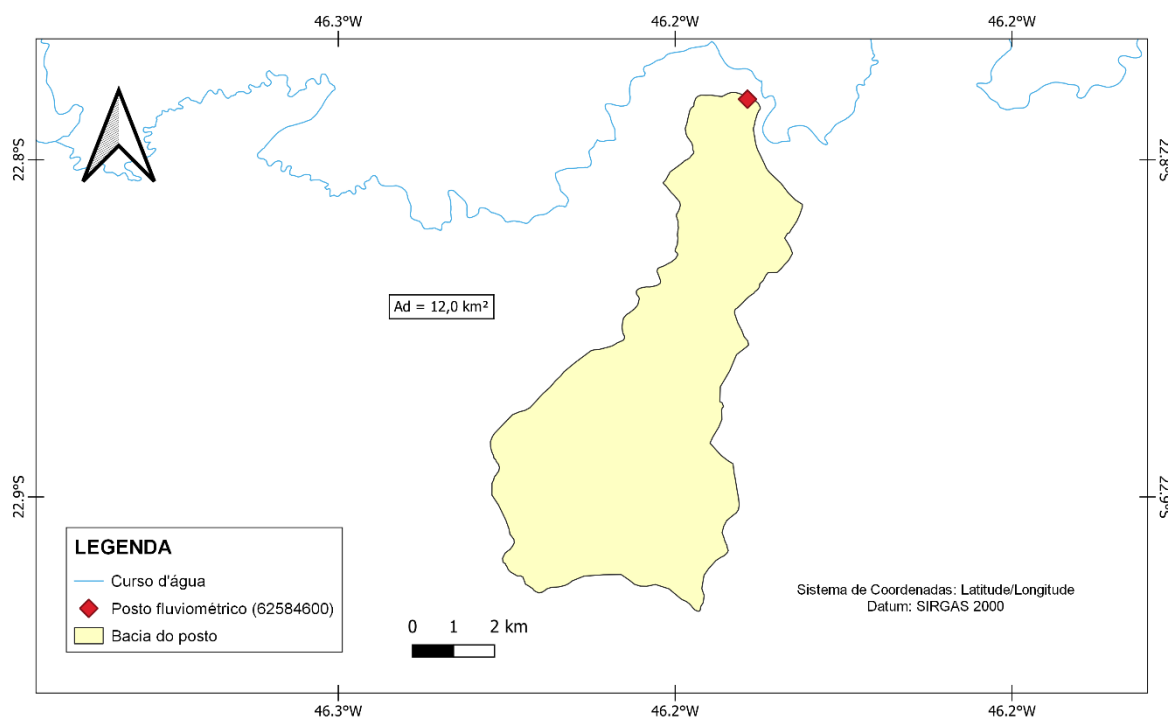 46.3°W
46.2°W
46.2°W
22.8°S
22.8°S
Ad = 12,0 km²
22.9°S
22.9°S
LEGENDA
Curso d'água
Posto fluviométrico (62584600)
Bacia do posto
0 1 2 km
Sistema de Coordenadas: Latitude/Longitude
Datum: SIRGAS 2000
46.3°W
46.2°W
46.2°W